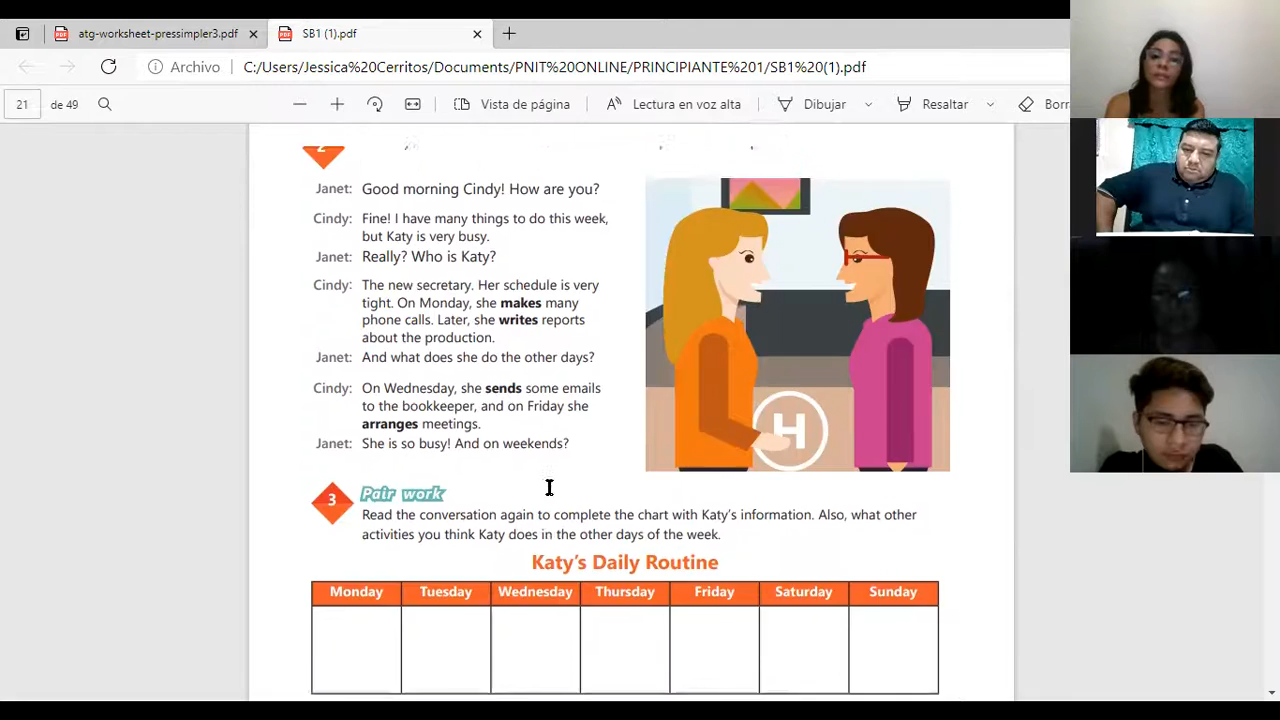 atg-worksheet-pressimpler3.pdf
SB1 (1).pdf
Archivo
C:/Users/Jessica%20Cerritos/Documents/PNIT%20ONLINE/PRINCIPIANTE%201/SB1%20(1).pdf
21 de 49
Vista de página
Lectura en voz alta
Dibujar
Resaltar
2
Janet: Good morning Cindy! How are you?
Cindy: Fine! I have many things to do this week,
but Katy is very busy.
Janet: Really? Who is Katy?
Cindy: The new secretary. Her schedule is very
tight. On Monday, she makes many
phone calls. Later, she writes reports
about the production.
Janet: And what does she do the other days?
Cindy: On Wednesday, she sends some emails
to the bookkeeper, and on Friday she
arranges meetings.
Janet: She is so busy! And on weekends?
H
3
Pair work
Read the conversation again to complete the chart with Katy's information. Also, what other
activities you think Katy does in the other days of the week.
Katy's Daily Routine
Monday Tuesday Wednesday Thursday Friday Saturday Sunday